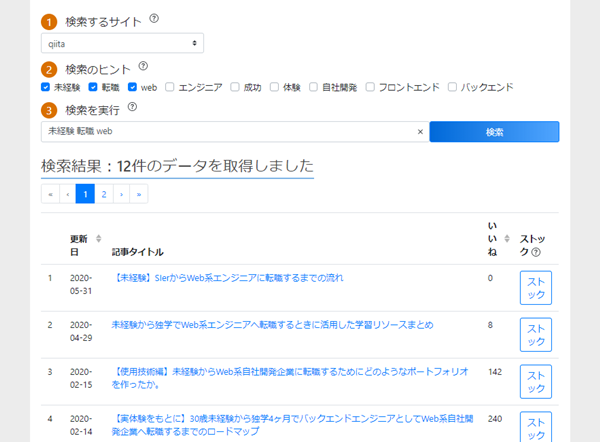 1 検索するサイト ?
qiita
2 検索のヒント ?
未経験 転職 web エンジニア 成功 体験 自社開発 フロントエンド バックエンド
3 検索を実行 ?
未経験 転職 web × 検索
検索結果：12件のデータを取得しました
« ‹ 1 2 › »
更新日 記事タイトル いいね ストック ?
1 2020-05-31 【未経験】SIerからWeb系エンジニアに転職するまでの流れ 0 ストック
2 2020-04-29 未経験から独学でWeb系エンジニアへ転職するときに活用した学習リソースまとめ 8 ストック
3 2020-02-15 【使用技術編】未経験からWeb系自社開発企業に転職するためにどのようなポートフォリオ
を作ったか。 142 ストック
4 2020-02-14 【実体験をもとに】30歳未経験から独学4ヶ月でバックエンドエンジニアとしてWeb系自社開
発企業へ転職するまでのロードマップ 240 ストック